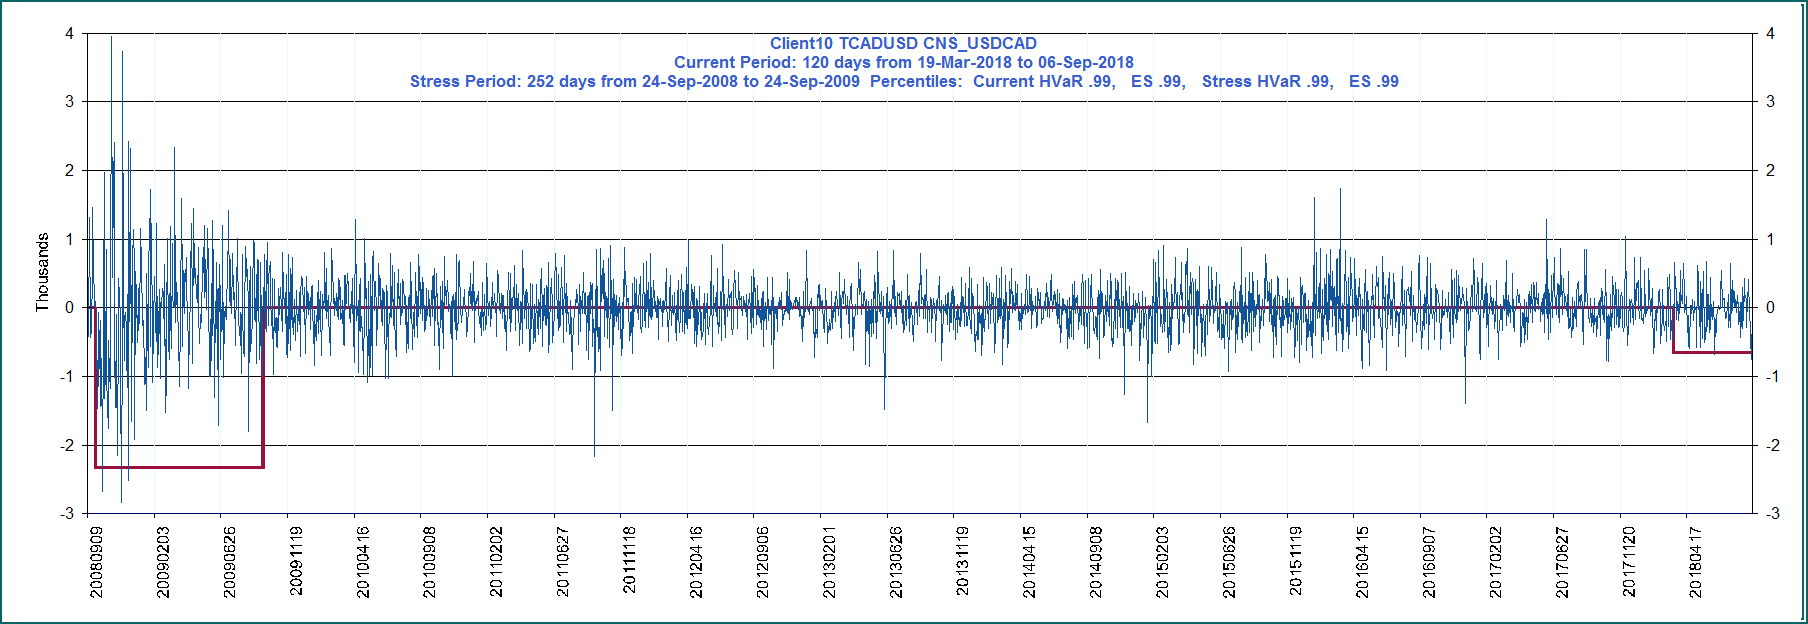 Client10 TCADUSD CNS_USDCAD
Current Period: 120 days from 19-Mar-2018 to 06-Sep-2018
Stress Period: 252 days from 24-Sep-2008 to 24-Sep-2009  Percentiles:  Current HVaR .99,   ES .99,   Stress HVaR .99,   ES .99
4 4
3 3
2 2
1 1
0 0
-1 -1
-2 -2
-3 -3
Thousands
20080909 20090203 20090626 20091119 20100416 20100908 20110202 20110627 20111118 20120416 20120906 20130201 20130626 20131119 20140415 20140908 20150203 20150626 20151119 20160415 20160907 20170202 20170627 20171120 20180417